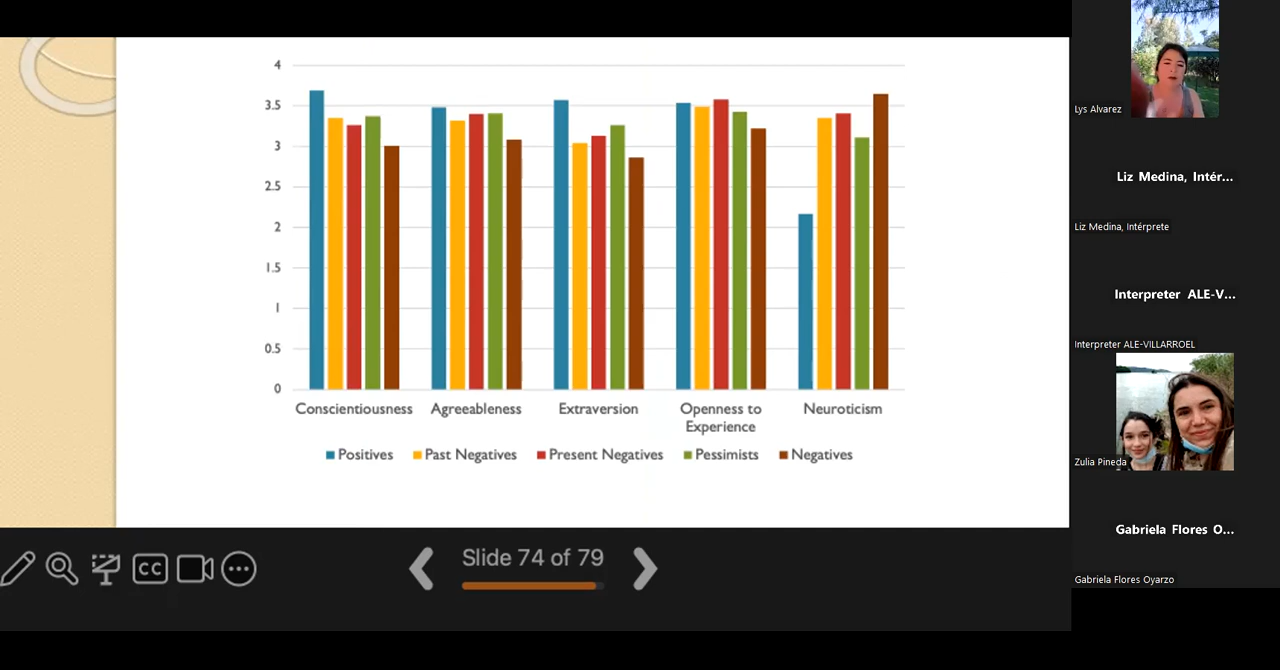 4
3.5
3
2.5
2
1.5
1
0.5
0
Conscientiousness
Agreeableness
Extraversion
Openness to
Experience
Neuroticism
Positives
Past Negatives
Present Negatives
Pessimists
Negatives
CC
Slide 74 of 79
Lys Alvarez
Liz Medina, Intér...
Liz Medina, Intérprete
Interpreter ALE-V...
Interpreter ALE-VILLARROEL
Zulia Pineda
Gabriela Flores O...
Gabriela Flores Oyarzo